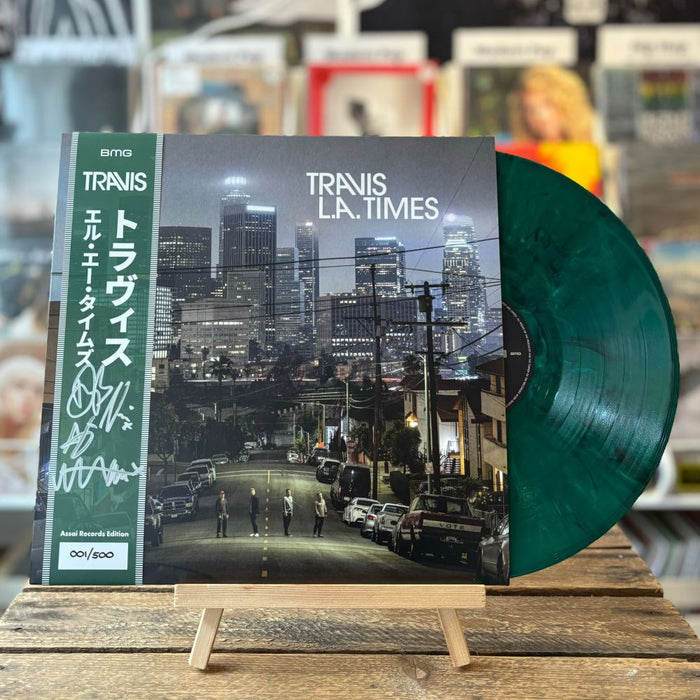 BMG
TRAVIS
トラヴィス
エル・エー・タイムズ
Assai Records Edition
001/500
TRAVIS
L.A. TIMES
VOTE
BMG